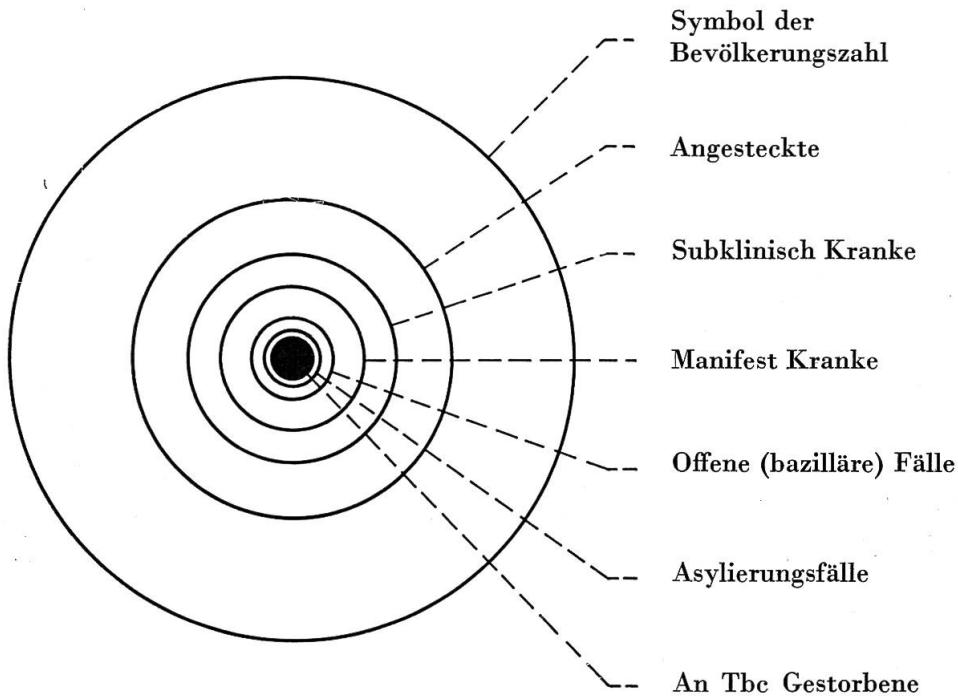 Symbol der
Bevölkerungszahl
Angesteckte
Subklinisch Kranke
Manifest Kranke
Offene (bazilläre) Fälle
Asylierungsfälle
An Tbc Gestorbene